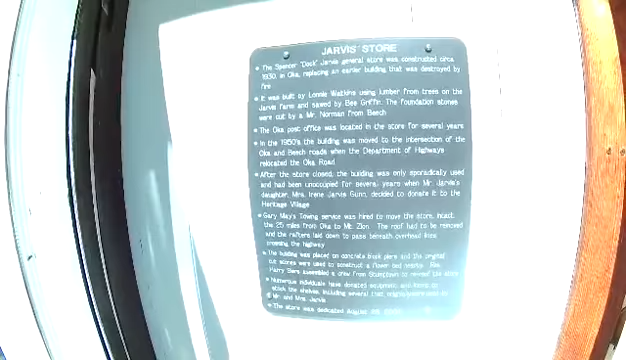 JARVIS' STORE
• The Spencer "Dock" Jarvis general store was constructed circa
1930, in Oka, replacing an earlier building that was destroyed by
fire
• It was built by Lonnie Watkins using lumber from trees on the
Jarvis farm and sawed by Bee Griffin. The foundation stones
were cut by a Mr. Norman from Beech
• The Oka post office was located in the store for several years
• In the 1950's the building was moved to the intersection of the
Oka and Beech roads when the Department of Highways
relocated the Oka Road
• After the store closed, the building was only sporadically used
and had been unoccupied for several years when Mr. Jarvis's
daughter, Mrs. Irene Jarvis Gunn, decided to donate it to the
Heritage Village
• Gary May's Towing service was hired to move the store, intact,
the 25 miles from Oka to Mt. Zion. The roof had to be removed
and the rafters laid down to pass beneath overhead lines
crossing the highway
• The building was placed on concrete block piers and the original
cut stones were used to construct a flower bed nearby.
Harry Bers assembled a crew from to the store
• Numerous individuals have donated equipment and items to
stock the shelves, including several that
Mr. and Mrs. Jarvis
• The store was dedicated August